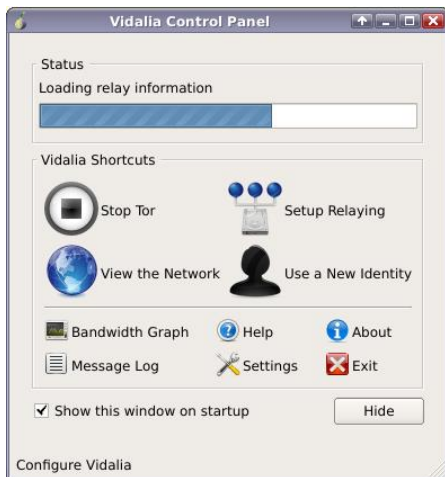 Vidalia Control Panel
Status
Loading relay information
Vidalia Shortcuts
Stop Tor
Setup Relaying
View the Network
Use a New Identity
Bandwidth Graph
Help
About
Message Log
Settings
Exit
Show this window on startup
Hide
Configure Vidalia